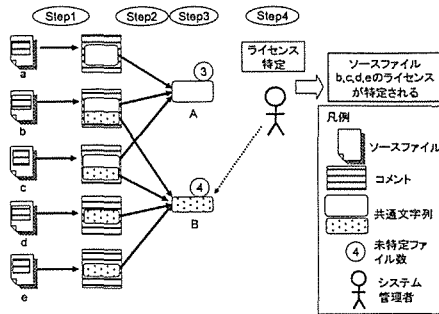 Step1
Step2
Step3
Step4
a
b
c
d
e
3
A
4
B
ライセンス
特定
ソースファイル
b,c,d,eのライセンス
が特定される
凡例
ソースファイル
コメント
共通文字列
4
未特定ファ
イル数
システム
管理者